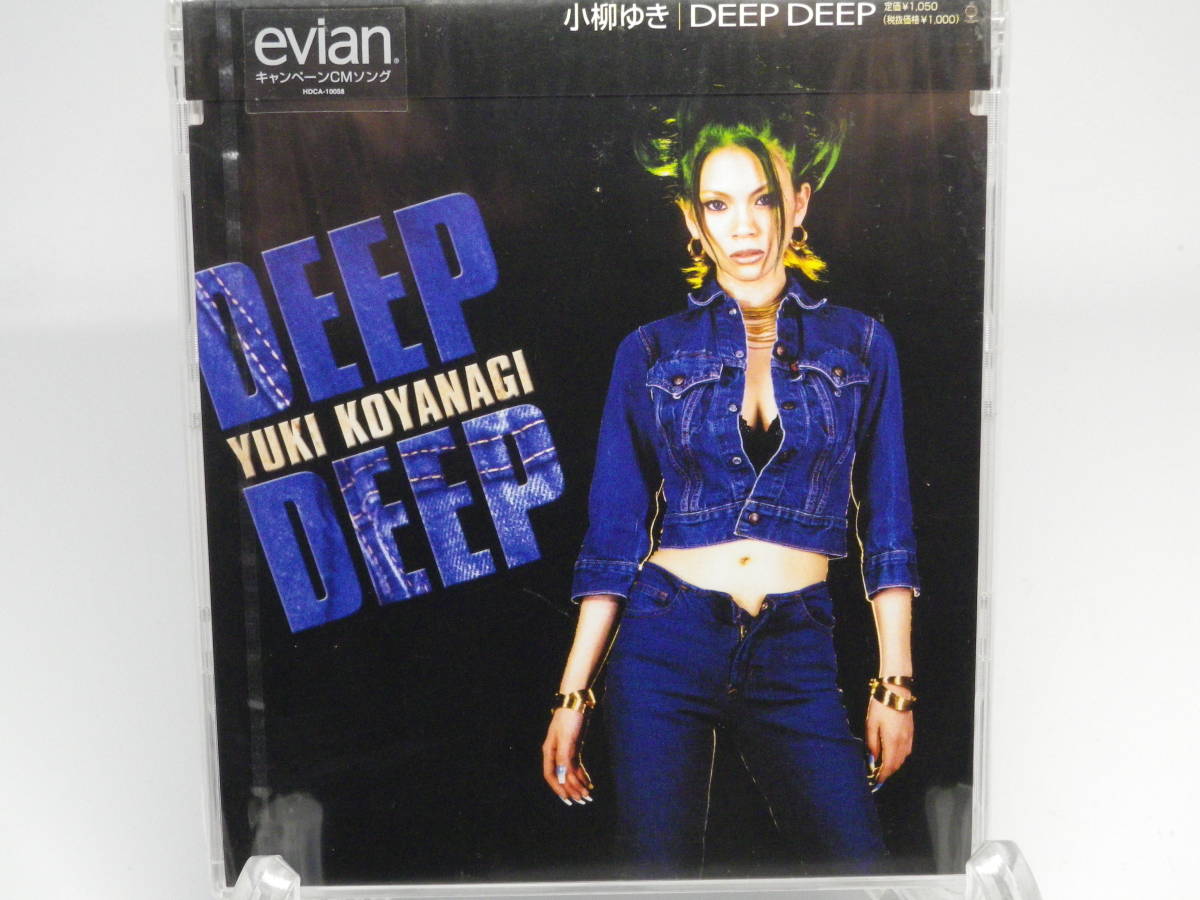 evian®
キャンペーンCMソング
HDCA-10058
小柳ゆき | DEEP DEEP
定価¥1,050
(税抜価格¥1,000)
DEEP
YUKI KOYANAGI
DEEP